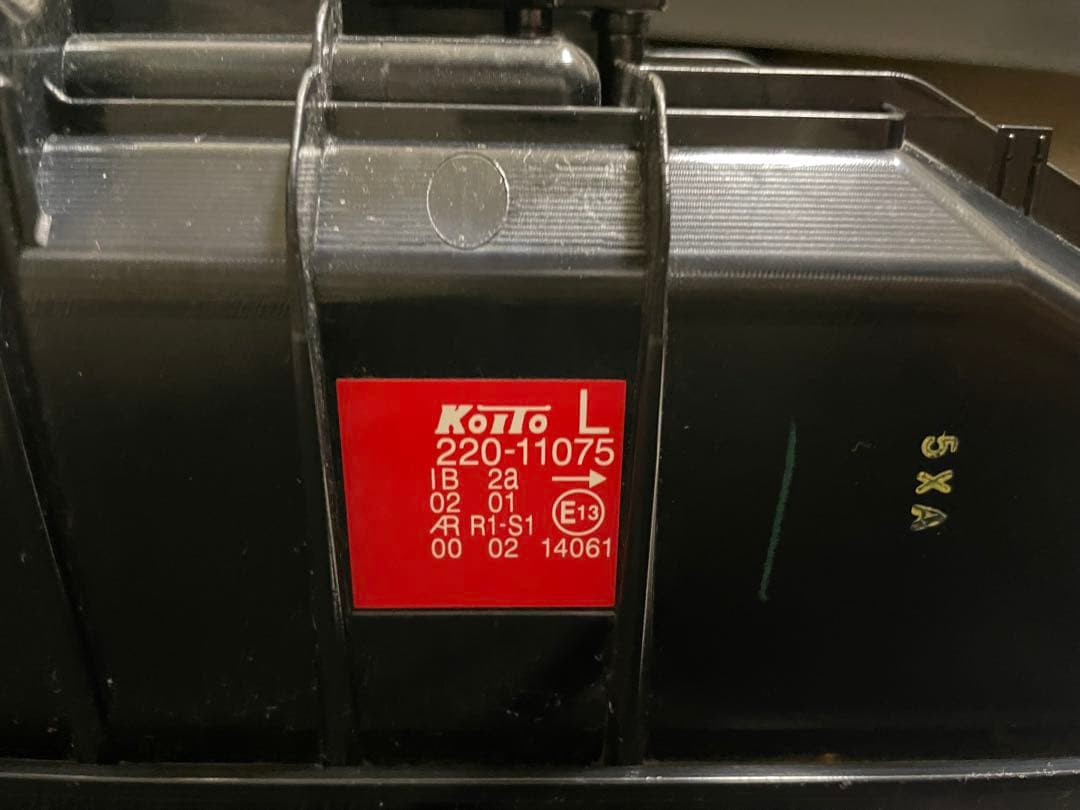 KOITO L
220-11075
IB 2a →
02 01
AR R1-S1 E13
00 02 14061
5XA